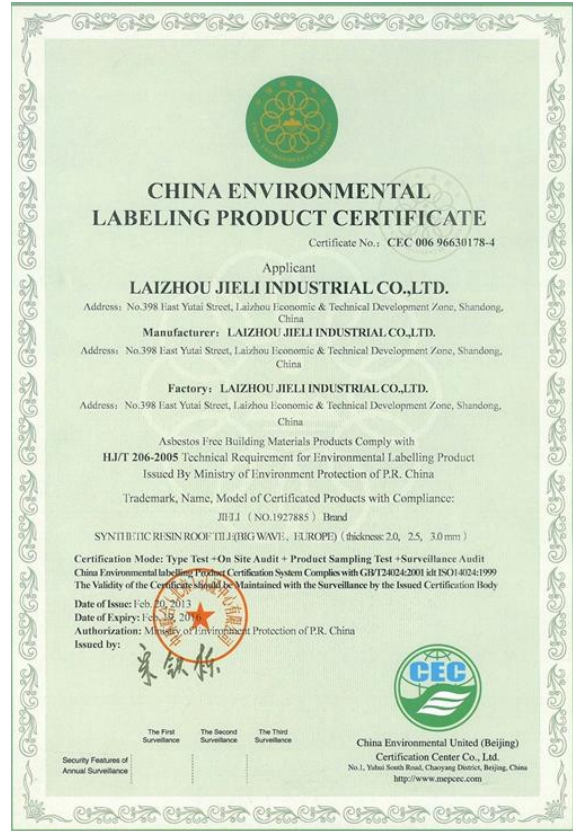 CHINA ENVIRONMENTAL
LABELING PRODUCT CERTIFICATE
Certificate No.: CEC 006 96630178-4
Applicant
LAIZHOU JIELI INDUSTRIAL CO.,LTD.
Address: No.398 East Yutai Street, Laizhou Economic & Technical Development Zone, Shandong,
China
Manufacturer: LAIZHOU JIELI INDUSTRIAL CO.,LTD.
Address: No.398 East Yutai Street, Laizhou Economic & Technical Development Zone, Shandong,
China
Factory: LAIZHOU JIELI INDUSTRIAL CO.,LTD.
Address: No.398 East Yutai Street, Laizhou Economic & Technical Development Zone, Shandong,
China
Asbestos Free Building Materials Products Comply with
HJ/T 206-2005 Technical Requirement for Environmental Labelling Product
Issued By Ministry of Environment Protection of P.R. China
Trademark, Name, Model of Certificated Products with Compliance:
JIELI (NO.1927885) Brand
SYNTHETIC RESIN ROOF TILE(BIG WAVE、EUROPE)(thickness: 2.0, 2.5, 3.0 mm)
Certification Mode: Type Test +On Site Audit + Product Sampling Test +Surveillance Audit
China Environmental labelling Product Certification System Complies with GB/T24024:2001 idt ISO14024:1999
The Validity of the Certificate should be Maintained with the Surveillance by the Issued Certification Body
Date of Issue: Feb. 20, 2013
Date of Expiry: Feb. 19, 2016
Authorization: Ministry of Environment Protection of P.R. China
Issued by:
CEC
The First Surveillance
The Second Surveillance
The Third Surveillance
Security Features of
Annual Surveillance
China Environmental United (Beijing)
Certification Center Co., Ltd.
No.1, Yuhui South Road, Chaoyang District, Beijing, China
http://www.mepcec.com